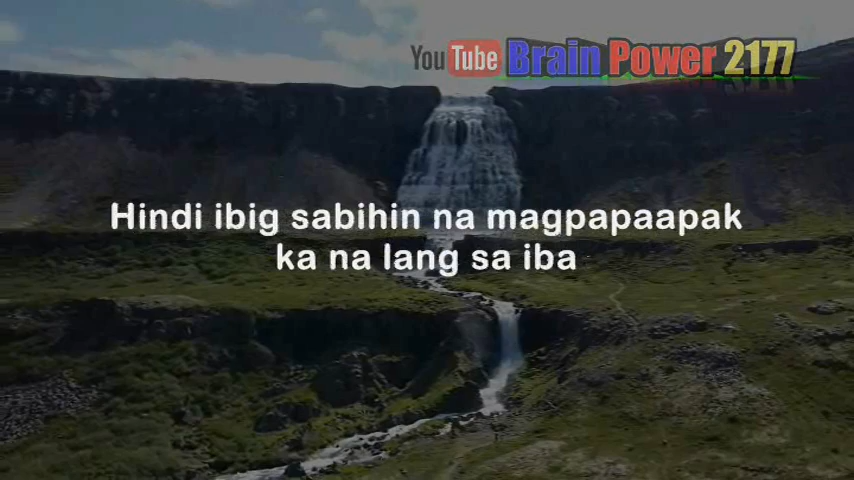 YouTube Brain Power 2177
Hindi ibig sabihin na magpapaapak
ka na lang sa iba